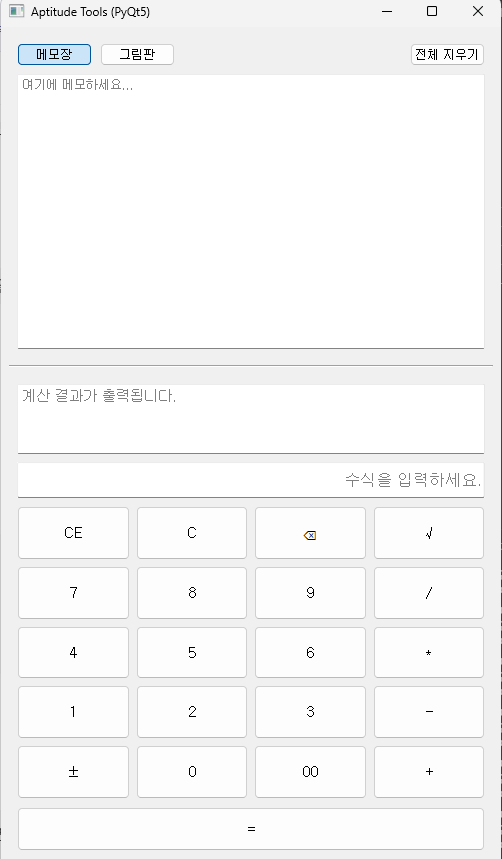 Aptitude Tools (PyQt5)
메모장 그림판 전체 지우기
여기에 메모하세요...
계산 결과가 출력됩니다.
수식을 입력하세요.
CE C ⌫ √
7 8 9 /
4 5 6 *
1 2 3 -
± 0 00 +
=